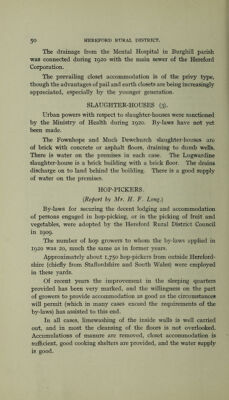 50 HEREFORD RURAL DISTRICT.
The drainage from the Mental Hospital in Burghill parish
was connected during 1920 with the main sewer of the Hereford
Corporation.
The prevailing closet accommodation is of the privy type,
though the advantages of pail and earth closets are being increasingly
appreciated, especially by the younger generation.
SLAUGHTER-HOUSES (3).
Urban powers with respect to slaughter-houses were sanctioned
by the Ministry of Health during 1920. By-laws have not yet
been made.
The Fownhope and Much Dewchurch slaughter-houses are
of brick with concrete or asphalt floors, draining to dumb wells.
There is water on the premises in each case. The Lugwardine
slaughter-house is a brick building with a brick floor. The drains
discharge on to land behind the building. There is a good supply
of water on the premises.
HOP-PICKERS.
(Report by Mr. H. F. Long.)
By-laws for securing the decent lodging and accommodation
of persons engaged in hop-picking, or in the picking of fruit and
vegetables, were adopted by the Hereford Rural District Council
in 1909.
The number of hop growers to whom the by-laws applied in
1920 was 20, much the same as in former years.
Approximately about 1,750 hop-pickers from outside Hereford-
shire (chiefly from Staffordshire and South Wales) were employed
in these yards.
Of recent years the improvement in the sleeping quarters
provided has been very marked, and the willingness on the part
of growers to provide accommodation as good as the circumstances
will permit (which in many cases exceed the requirements of the
by-laws) has assisted to this end.
In all cases, limewashing of the inside walls is well carried
out, and in most the cleansing of the floors is not overlooked.
Accumulations of manure are removed, closet accommodation is
sufficient, good cooking shelters are provided, and the water supply
is good.